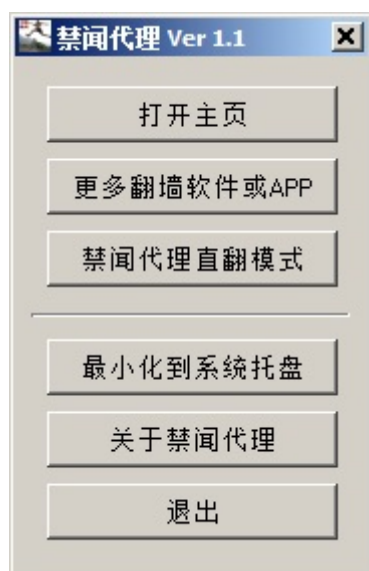 禁闻代理 Ver 1.1
打开主页
更多翻墙软件或APP
禁闻代理直翻模式
最小化到系统托盘
关于禁闻代理
退出